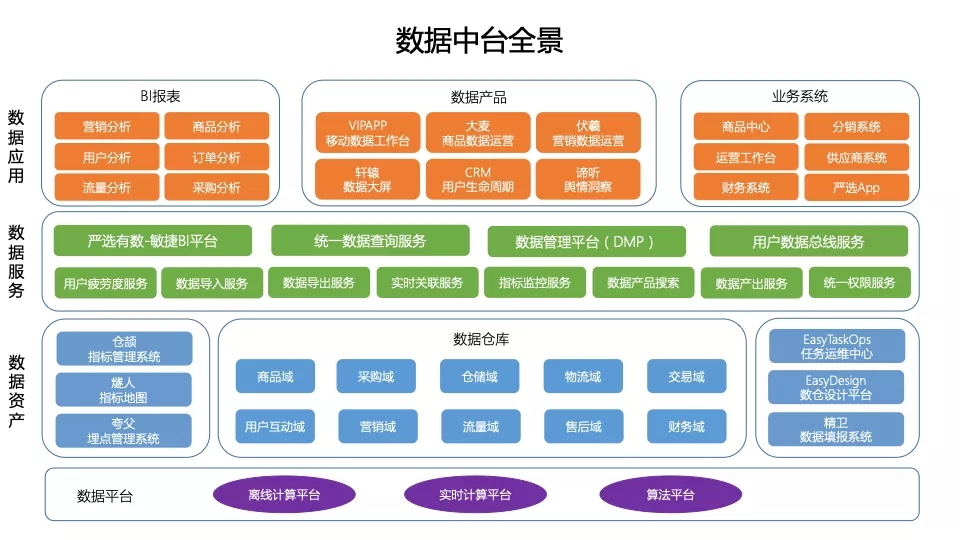 数据中台全景
数据应用
BI报表
营销分析
商品分析
用户分析
订单分析
流量分析
采购分析
数据产品
VIPAPP
移动数据工作台
大麦
商品数据运营
伏羲
营销数据运营
轩辕
数据大屏
CRM
用户生命周期
谛听
舆情洞察
业务系统
商品中心
分销系统
运营工作台
供应商系统
财务系统
严选App
数据服务
严选有数-敏捷BI平台
统一数据查询服务
数据管理平台（DMP）
用户数据总线服务
用户疲劳度服务
数据导入服务
数据导出服务
实时关联服务
指标监控服务
数据产品搜索
数据产出服务
统一权限服务
数据资产
仓颉
指标管理系统
燧人
指标地图
夸父
埋点管理系统
数据仓库
商品域
采购域
仓储域
物流域
交易域
用户互动域
营销域
流量域
售后域
财务域
EasyTaskOps
任务运维中心
EasyDesign
数仓设计平台
精卫
数据填报系统
数据平台
离线计算平台
实时计算平台
算法平台